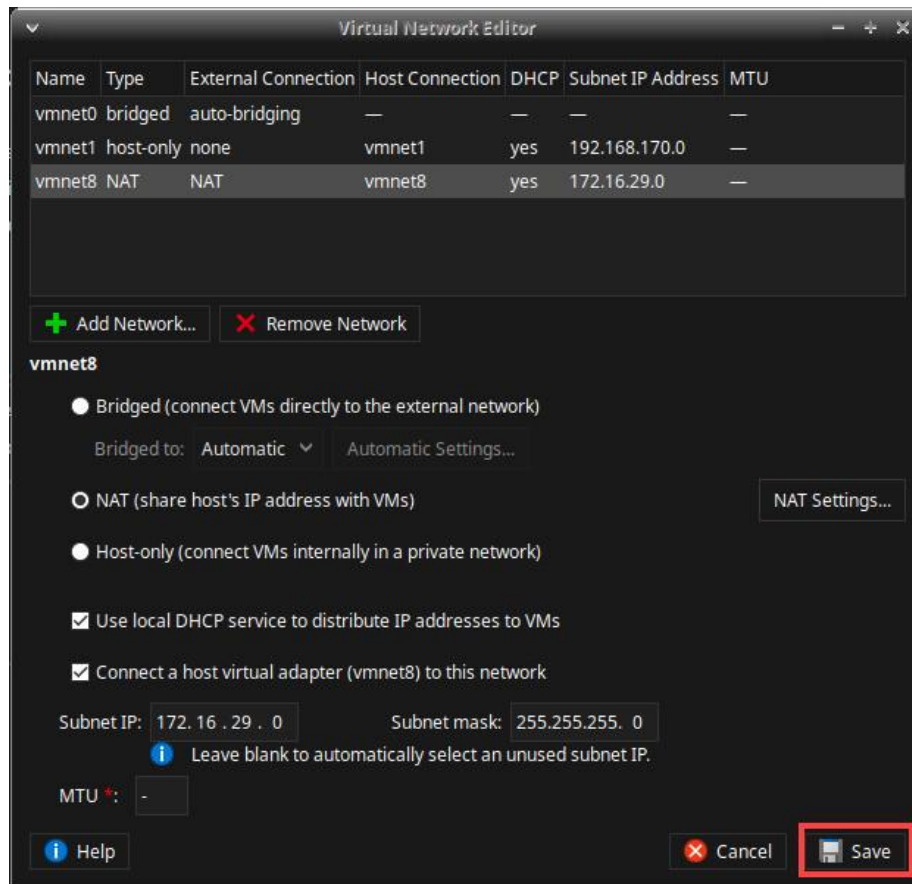 Virtual Network Editor
Name Type External Connection Host Connection DHCP Subnet IP Address MTU
vmnet0 bridged auto-bridging — — — —
vmnet1 host-only none vmnet1 yes 192.168.170.0 —
vmnet8 NAT NAT vmnet8 yes 172.16.29.0 —
Add Network... Remove Network
vmnet8
Bridged (connect VMs directly to the external network)
Bridged to: Automatic Automatic Settings...
NAT (share host's IP address with VMs) NAT Settings...
Host-only (connect VMs internally in a private network)
Use local DHCP service to distribute IP addresses to VMs
Connect a host virtual adapter (vmnet8) to this network
Subnet IP: 172. 16 . 29 . 0 Subnet mask: 255.255.255. 0
Leave blank to automatically select an unused subnet IP.
MTU *: -
Help Cancel Save